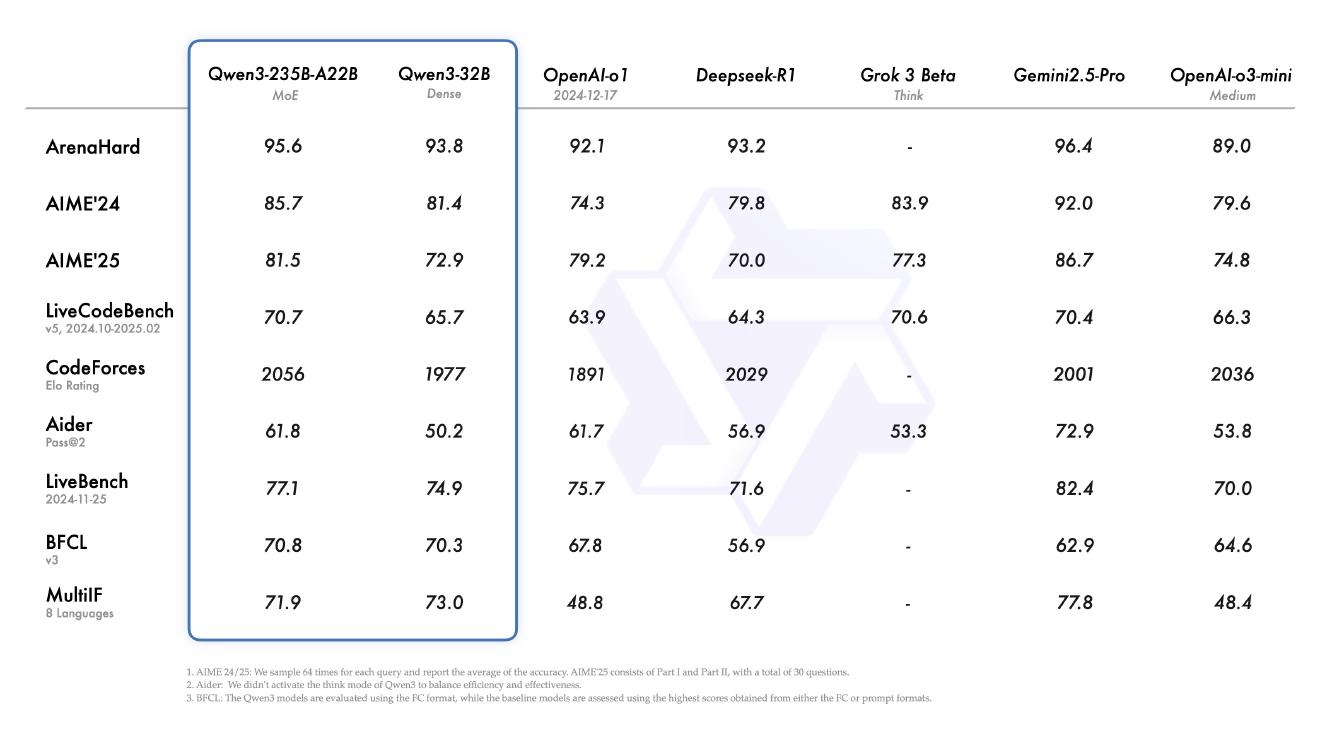 Qwen3-235B-A22B Qwen3-32B OpenAI-o1 Deepseek-R1 Grok 3 Beta Gemini2.5-Pro OpenAI-o3-mini
MoE Dense 2024-12-17 Think Medium
ArenaHard 95.6 93.8 92.1 93.2 - 96.4 89.0
AIME'24 85.7 81.4 74.3 79.8 83.9 92.0 79.6
AIME'25 81.5 72.9 79.2 70.0 77.3 86.7 74.8
LiveCodeBench 70.7 65.7 63.9 64.3 70.6 70.4 66.3
v5, 2024.10-2025.02
CodeForces 2056 1977 1891 2029 - 2001 2036
Elo Rating
Aider 61.8 50.2 61.7 56.9 53.3 72.9 53.8
Pass@2
LiveBench 77.1 74.9 75.7 71.6 - 82.4 70.0
2024-11-25
BFCL 70.8 70.3 67.8 56.9 - 62.9 64.6
v3
MultiIF 71.9 73.0 48.8 67.7 - 77.8 48.4
8 Languages
1. AIME 24/25: We sample 64 times for each query and report the average of the accuracy. AIME'25 consists of Part I and Part II, with a total of 30 questions.
2. Aider: We didn't activate the think mode of Qwen3 to balance efficiency and effectiveness.
3. BFCL: The Qwen3 models are evaluated using the FC format, while the baseline models are assessed using the highest scores obtained from either the FC or prompt formats.